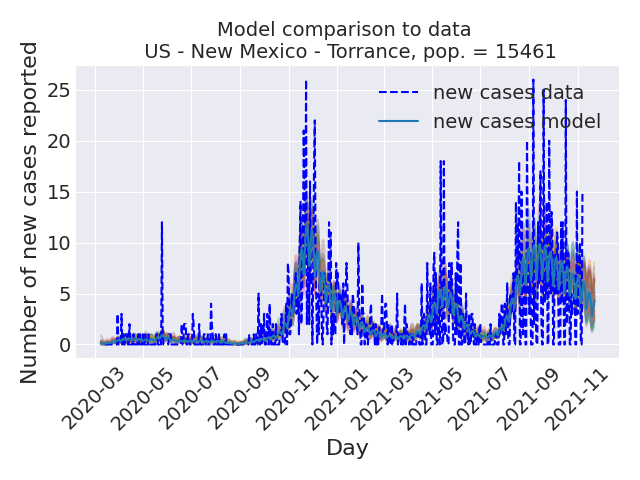 Model comparison to data
US - New Mexico - Torrance, pop. = 15461
Number of new cases reported
25
20
15
10
5
0
new cases data
new cases model
2020-03
2020-05
2020-07
2020-09
2020-11
2021-01
2021-03
2021-05
2021-07
2021-09
2021-11
Day